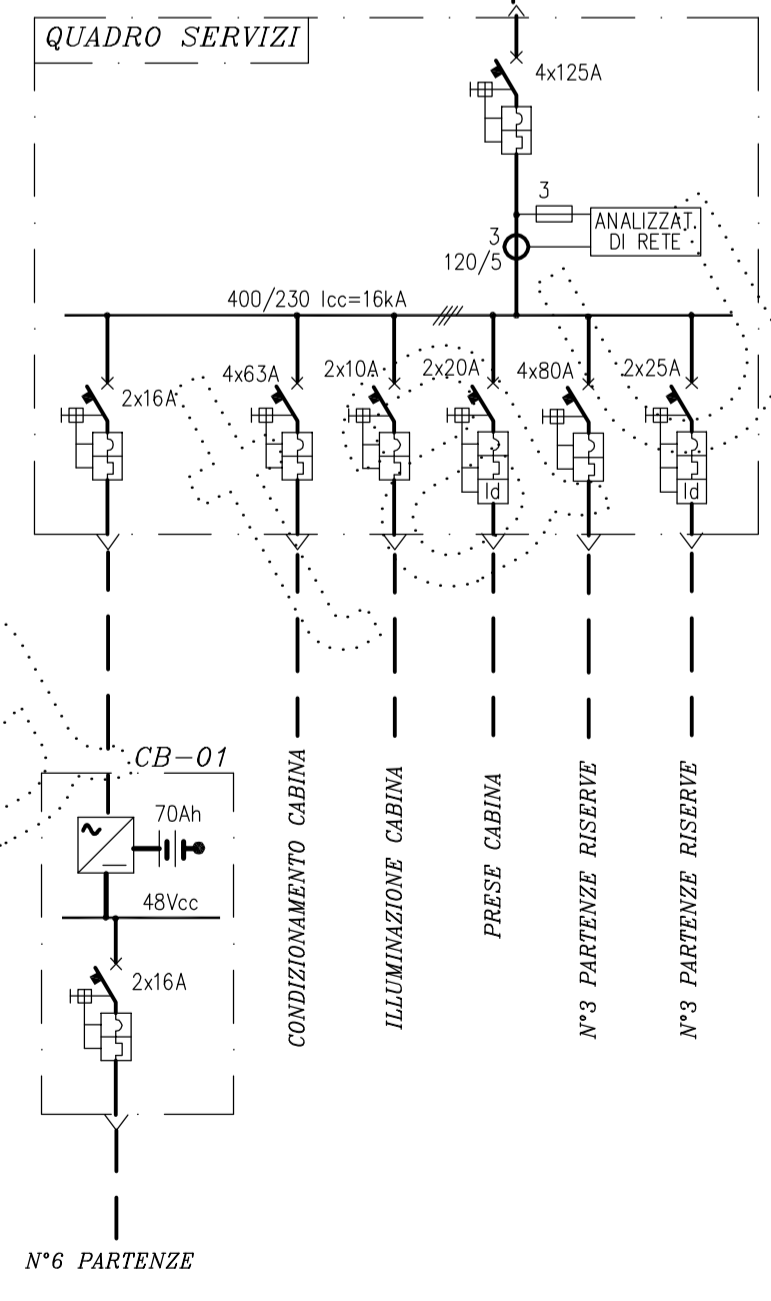 QUADRO SERVIZI
4x125A
3
ANALIZZAT.
DI RETE
3
120/5
400/230 Icc=16kA
2x16A
4x63A
2x10A
2x20A
4x80A
2x25A
Id
Id
CB-01
70Ah
48Vcc
2x16A
CONDIZIONAMENTO CABINA
ILLUMINAZIONE CABINA
PRESE CABINA
N°3 PARTENZE RISERVE
N°3 PARTENZE RISERVE
N°6 PARTENZE